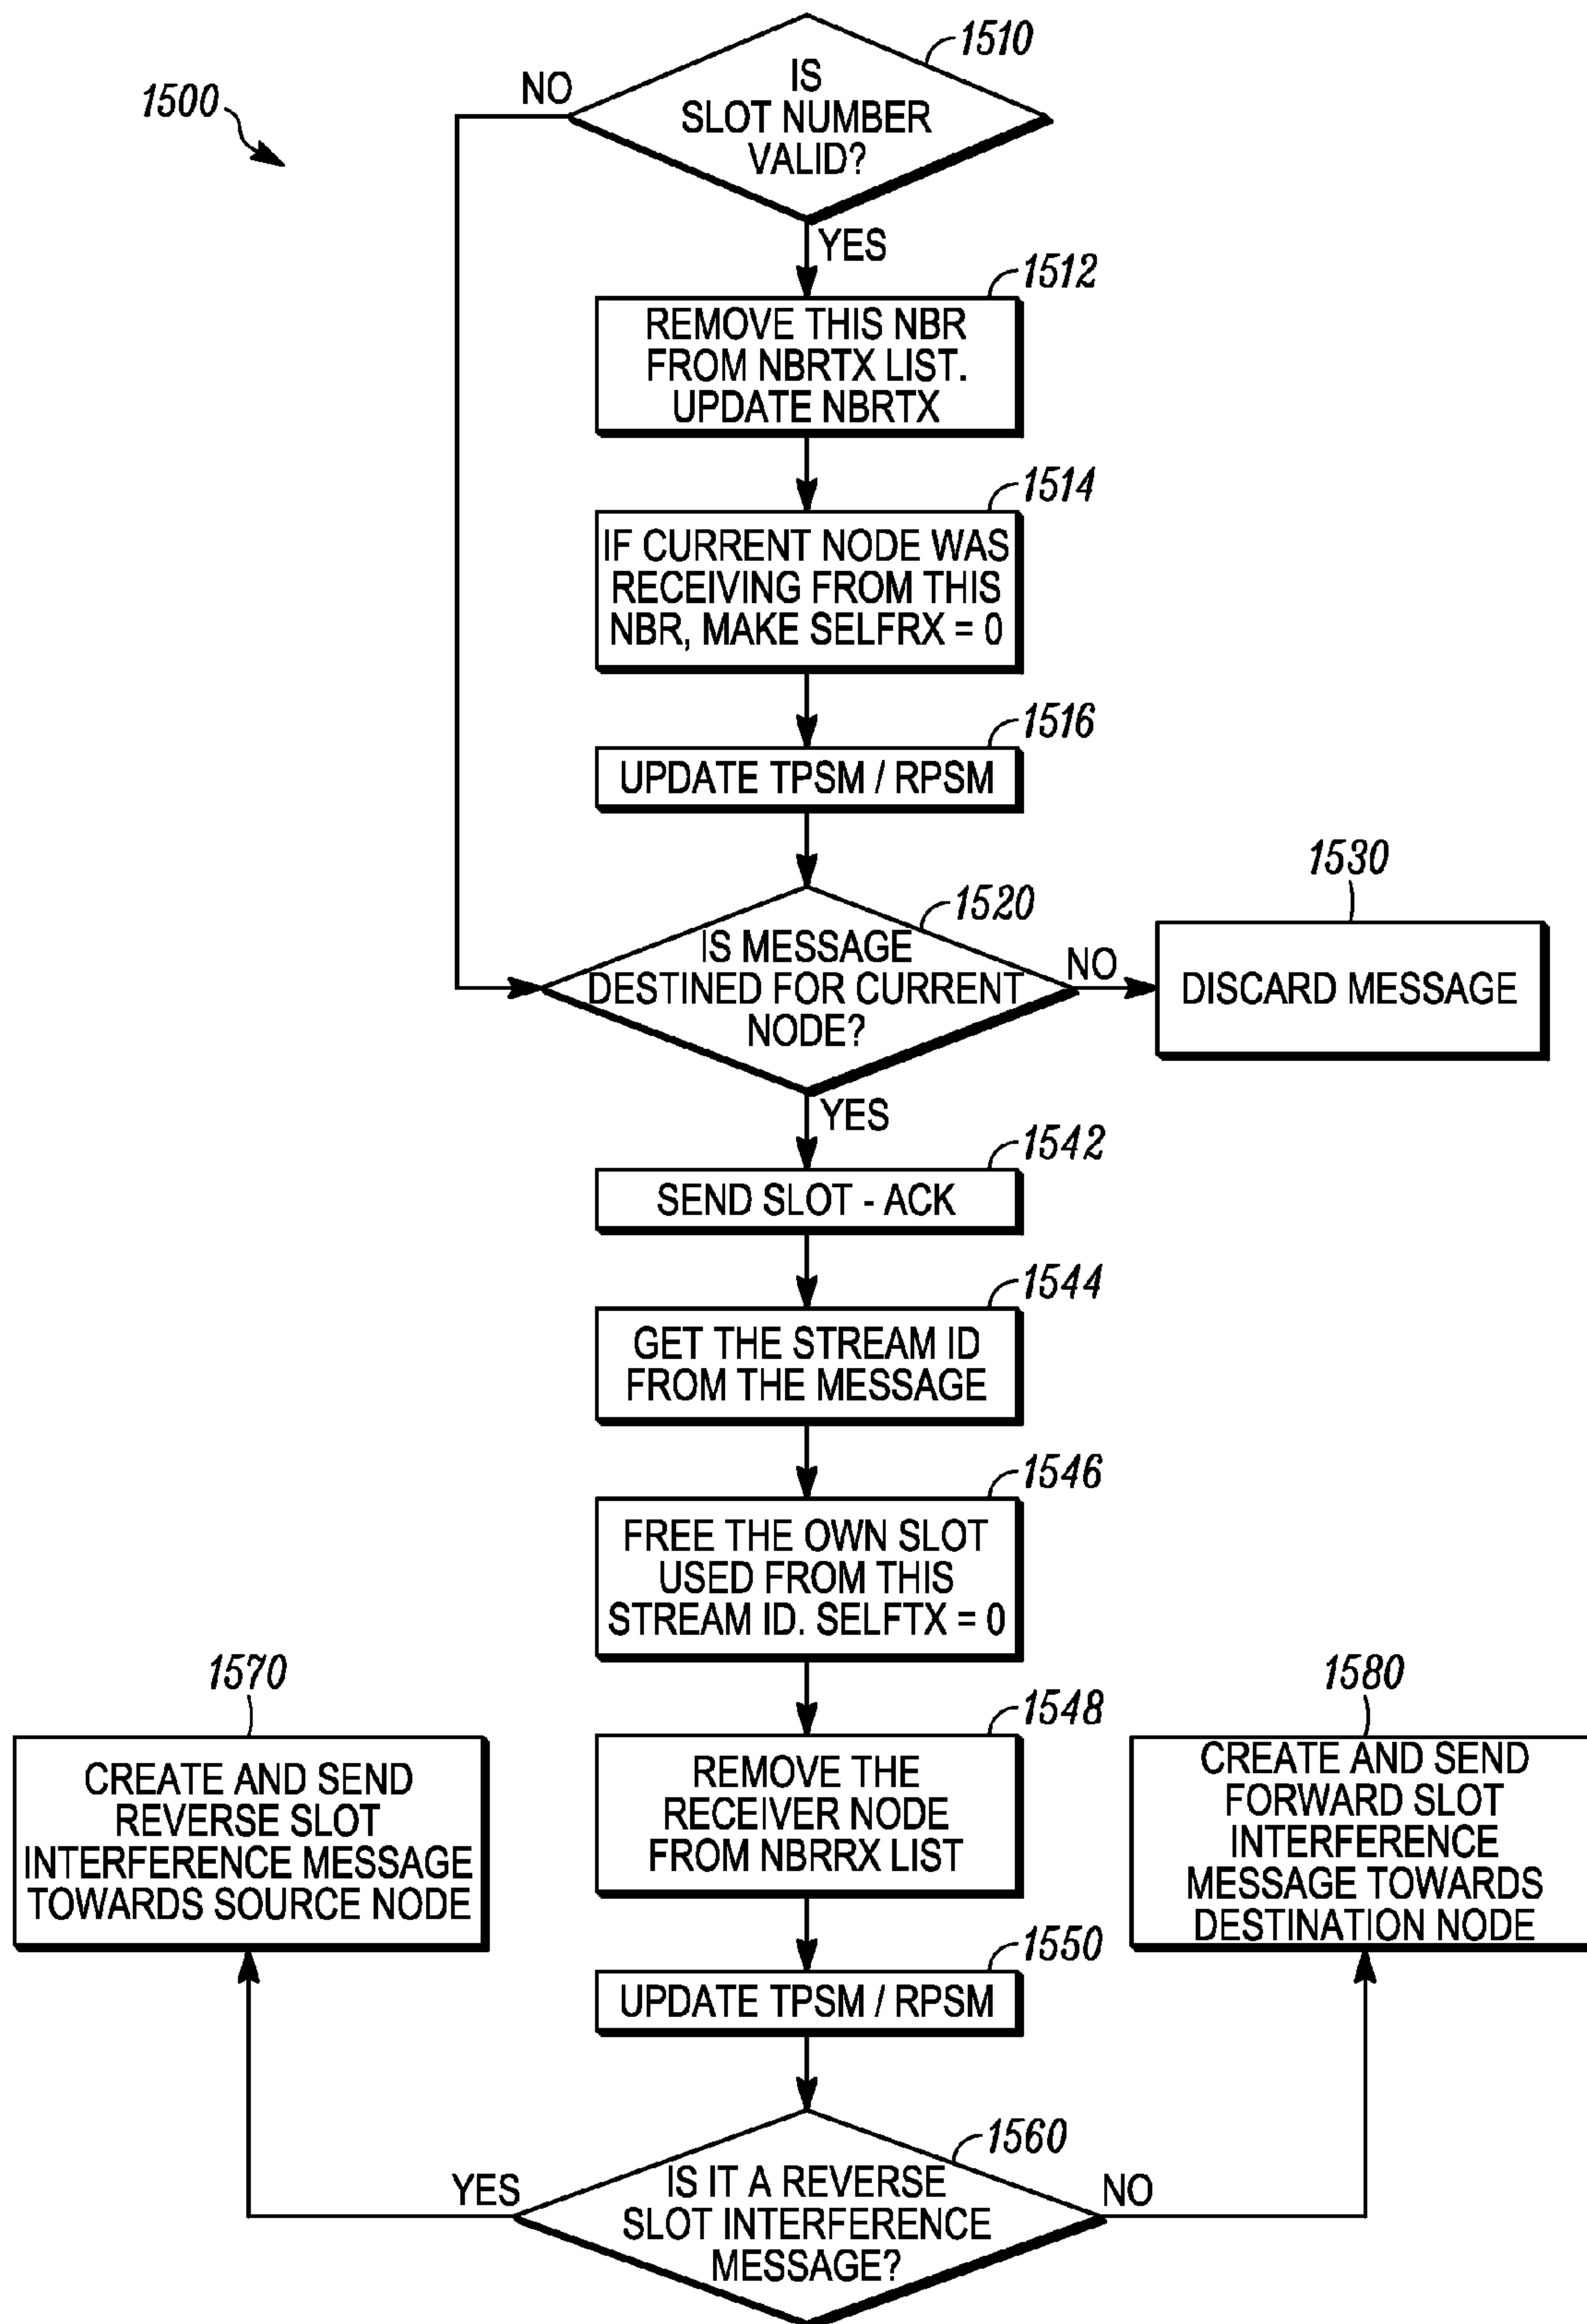 1500
1510
NO
IS
SLOT NUMBER
VALID?
YES
1512
REMOVE THIS NBR
FROM NBRTX LIST.
UPDATE NBRTX
1514
IF CURRENT NODE WAS
RECEIVING FROM THIS
NBR, MAKE SELFRX = 0
1516
UPDATE TPSM / RPSM
1520
IS MESSAGE
DESTINED FOR CURRENT
NODE?
NO
1530
DISCARD MESSAGE
YES
1542
SEND SLOT - ACK
1544
GET THE STREAM ID
FROM THE MESSAGE
1546
FREE THE OWN SLOT
USED FROM THIS
STREAM ID. SELFTX = 0
1548
REMOVE THE
RECEIVER NODE
FROM NBRRX LIST
1550
UPDATE TPSM / RPSM
1560
IS IT A REVERSE
SLOT INTERFERENCE
MESSAGE?
YES
1570
CREATE AND SEND
REVERSE SLOT
INTERFERENCE MESSAGE
TOWARDS SOURCE NODE
NO
1580
CREATE AND SEND
FORWARD SLOT
INTERFERENCE
MESSAGE TOWARDS
DESTINATION NODE